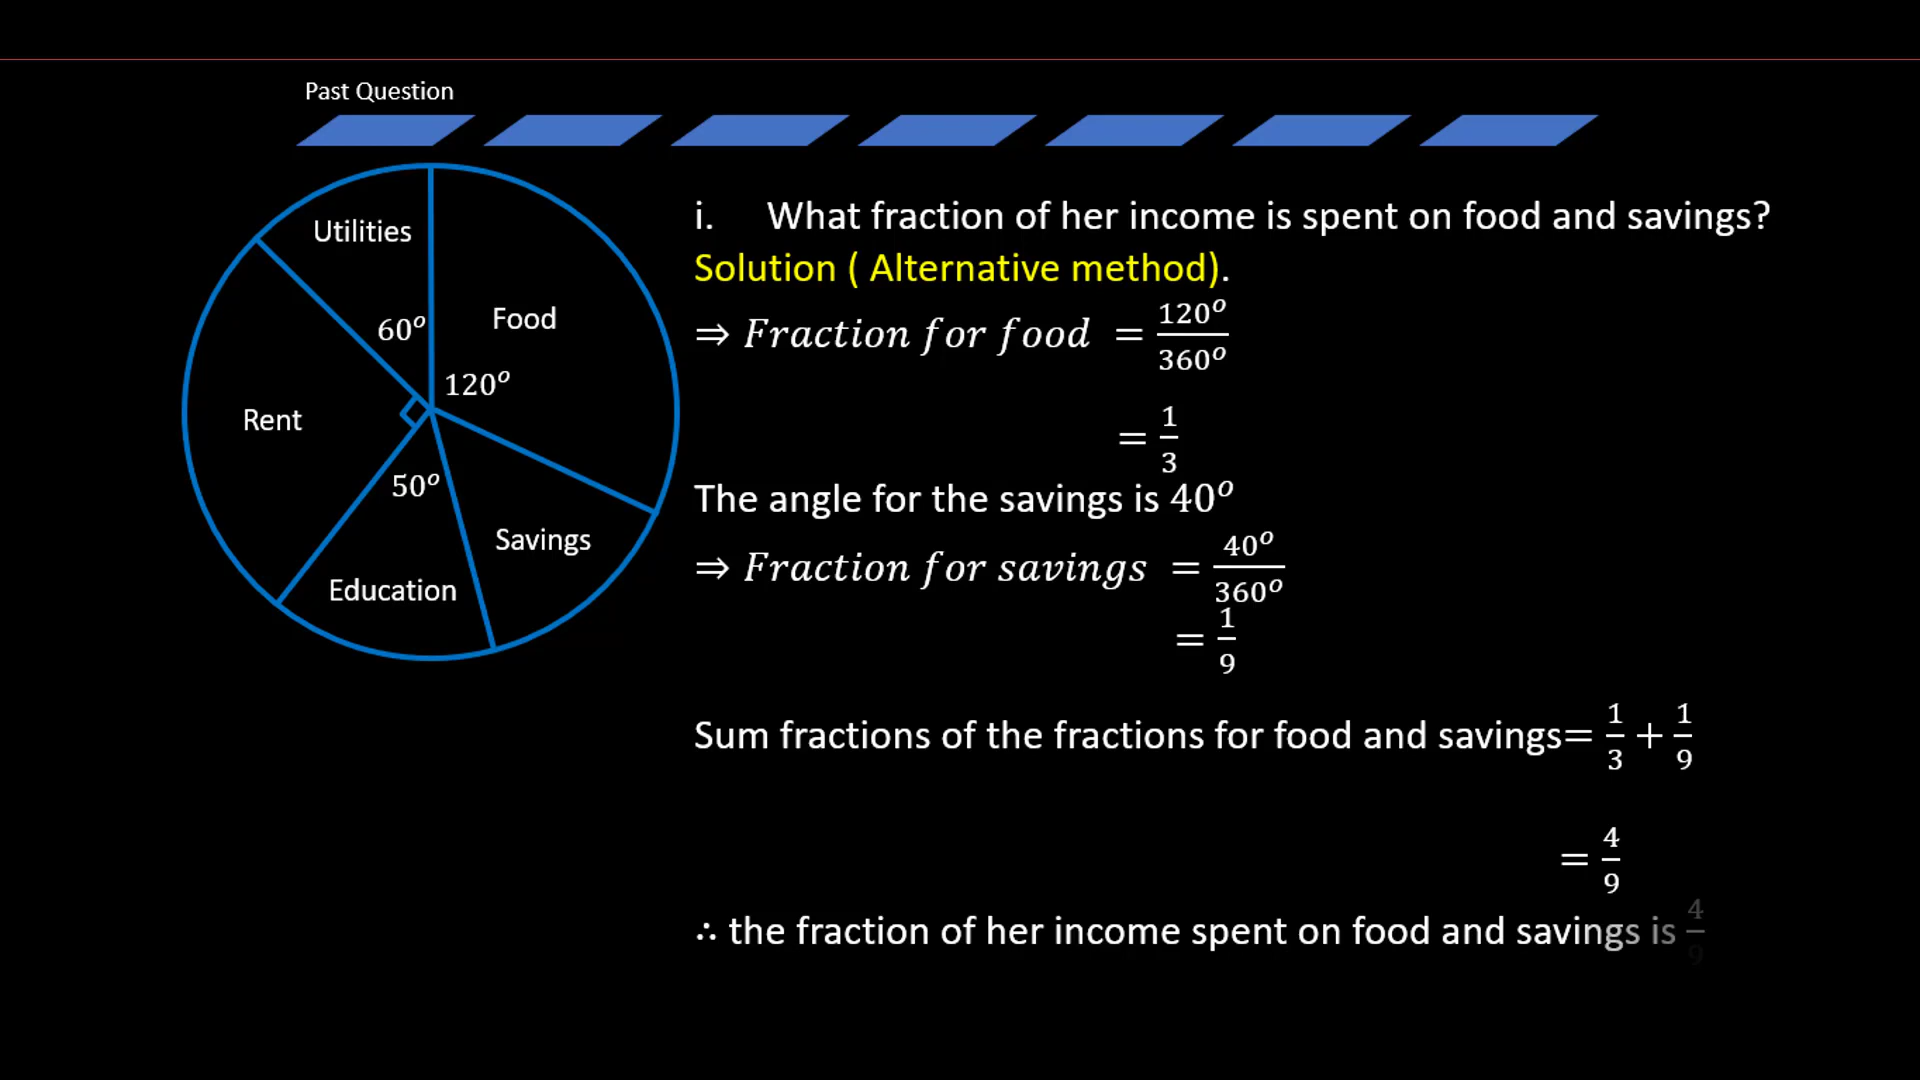 Past Question
Utilities
60°
Food
120°
Rent
50°
Savings
Education
i. What fraction of her income is spent on food and savings?
Solution ( Alternative method).
⇒ Fraction for food = 120°/360°
= 1/3
The angle for the savings is 40°
⇒ Fraction for savings = 40°/360°
= 1/9
Sum fractions of the fractions for food and savings= 1/3 + 1/9
= 4/9
∴ the fraction of her income spent on food and savings is 4/9